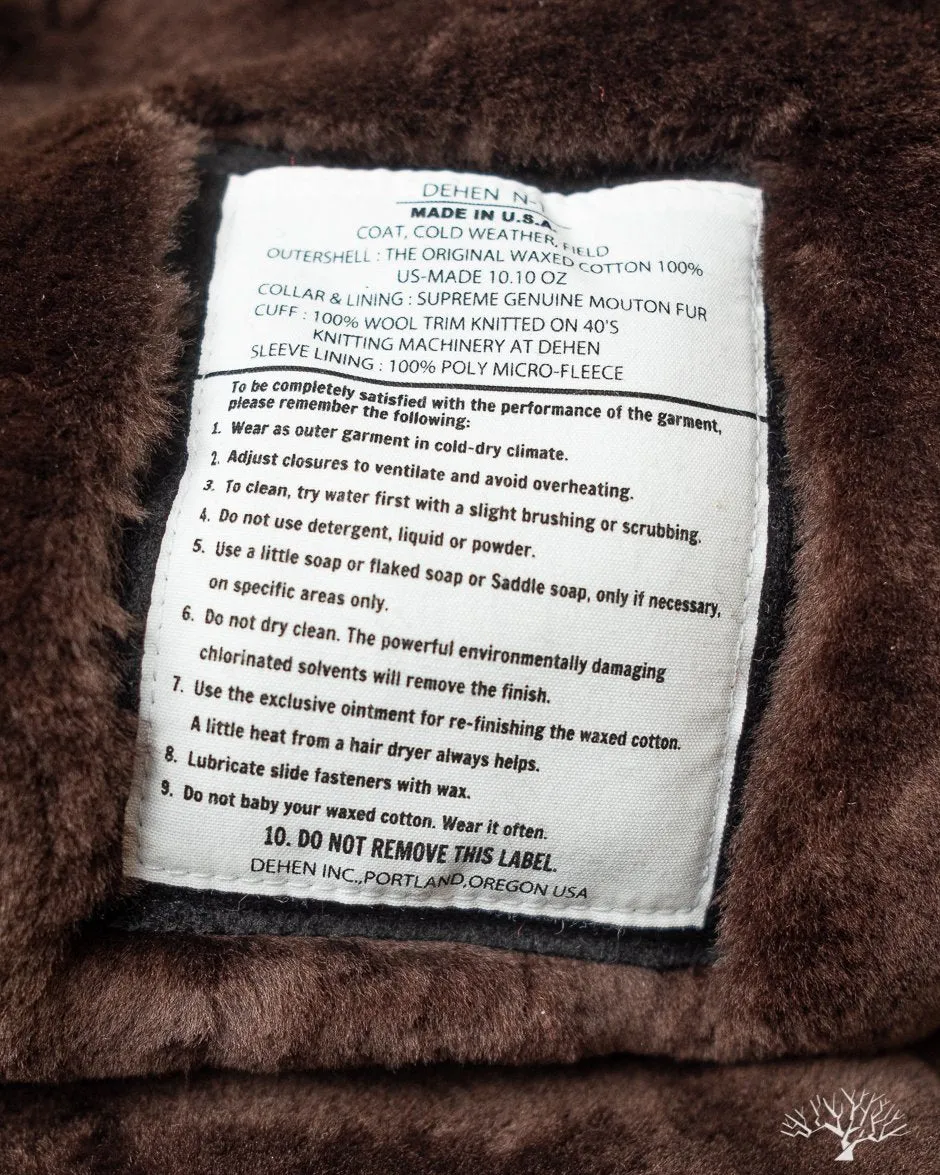 DEHEN N-1
MADE IN U.S.A
COAT, COLD WEATHER, FIELD
OUTERSHELL : THE ORIGINAL WAXED COTTON 100%
US-MADE 10.10 OZ
COLLAR & LINING : SUPREME GENUINE MOUTON FUR
CUFF : 100% WOOL TRIM KNITTED ON 40'S
KNITTING MACHINERY AT DEHEN
SLEEVE LINING : 100% POLY MICRO-FLEECE
To be completely satisfied with the performance of the garment,
please remember the following:
1. Wear as outer garment in cold-dry climate.
2. Adjust closures to ventilate and avoid overheating.
3. To clean, try water first with a slight brushing or scrubbing.
4. Do not use detergent, liquid or powder.
5. Use a little soap or flaked soap or Saddle soap, only if necessary,
on specific areas only.
6. Do not dry clean. The powerful environmentally damaging
chlorinated solvents will remove the finish.
7. Use the exclusive ointment for re-finishing the waxed cotton.
A little heat from a hair dryer always helps.
8. Lubricate slide fasteners with wax.
9. Do not baby your waxed cotton. Wear it often.
10. DO NOT REMOVE THIS LABEL.
DEHEN INC.,PORTLAND,OREGON USA